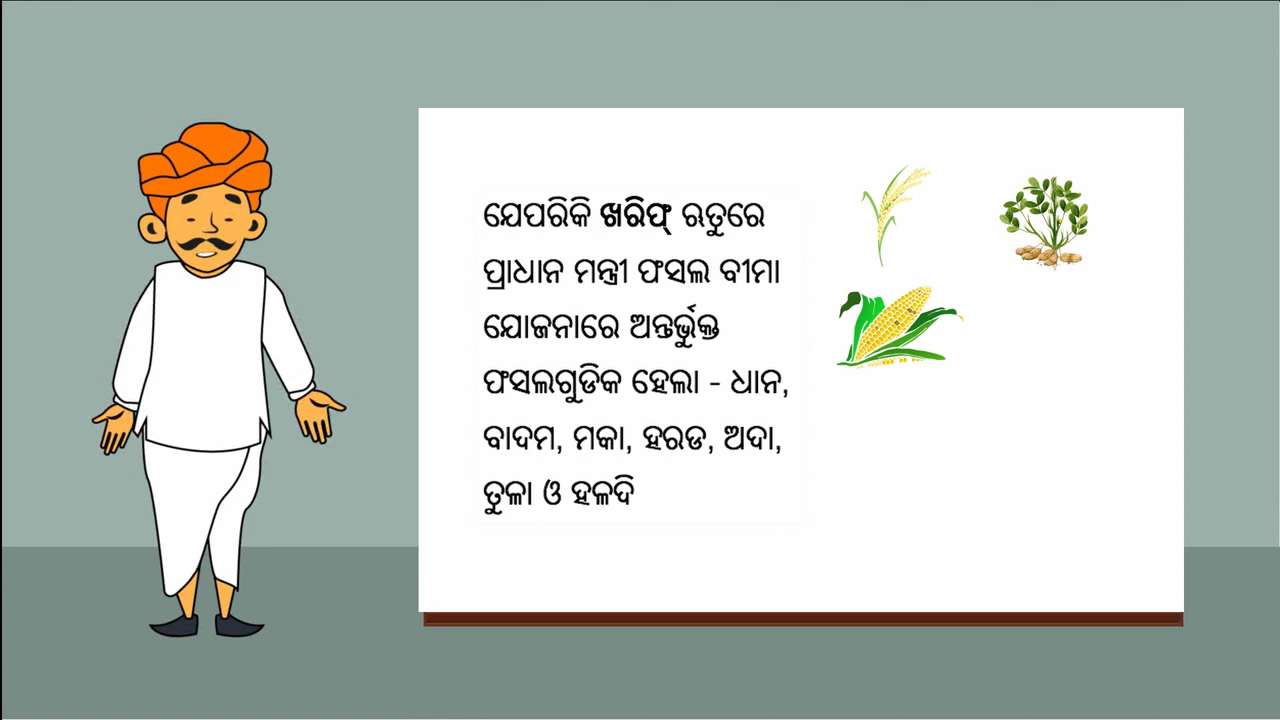 ଯେପରିକି ଖରିଫ୍ ଋତୁରେ
ପ୍ରାଧାନ ମନ୍ତ୍ରୀ ଫସଲ ବୀମା
ଯୋଜନାରେ ଅନ୍ତର୍ଭୁକ୍ତ
ଫସଲଗୁଡିକ ହେଲା - ଧାନ,
ବାଦମ, ମକା, ହରଡ, ଅଦା,
ତୁଳା ଓ ହଳଦି